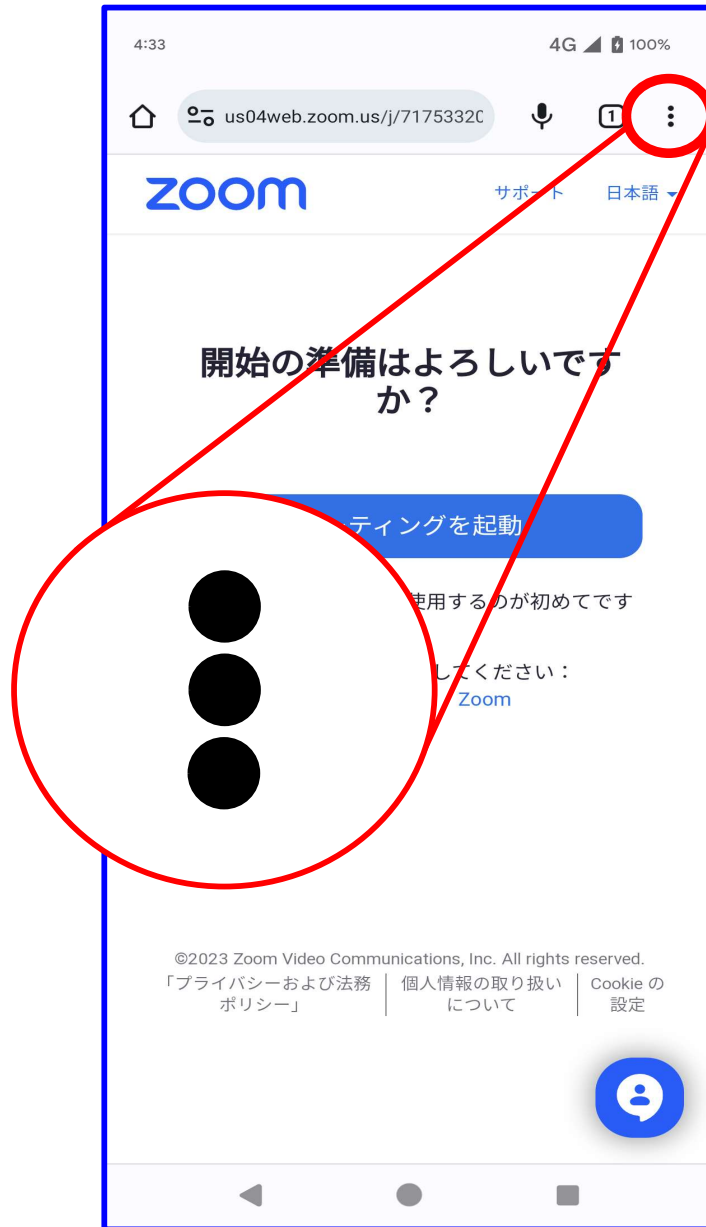 4:33
4G 100%
us04web.zoom.us/j/7175332
1
zoom
サポート 日本語
開始の準備はよろしいです
か？
ティングを起動
使用するのが初めてです
してください：
Zoom
©2023 Zoom Video Communications, Inc. All rights reserved.
「プライバシーおよび法務 個人情報の取り扱い Cookie の
ポリシー」 について 設定